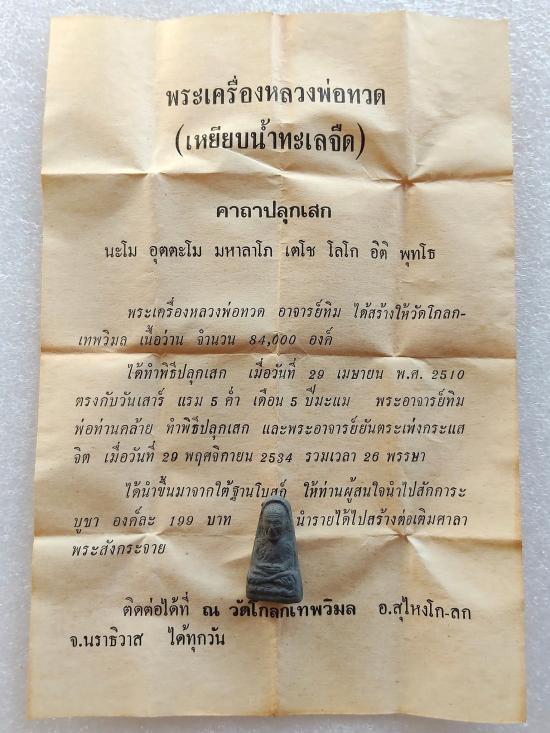 พระเครื่องหลวงพ่อทวด
(เหยียบน้ำทะเลจืด)
คาถาปลุกเสก
นะโม อุตตะโม มหาลาโภ เตโช โลโก อิติ พุทโธ
พระเครื่องหลวงพ่อทวด อาจารย์ทิม ได้สร้างให้วัดโกลก-
เทพวิมล เนื้อว่าน จำนวน 84,000 องค์
ได้ทำพิธีปลุกเสก เมื่อวันที่ 29 เมษายน พ.ศ. 2510
ตรงกับวันเสาร์ แรม 5 ค่ำ เดือน 5 ปีมะแม พระอาจารย์ทิม
พ่อท่านคล้าย ทำพิธีปลุกเสก และพระอาจารย์ยันตระเพ่งกระแส
จิต เมื่อวันที่ 29 พฤศจิกายน 2534 รวมเวลา 26 พรรษา
ได้นำขึ้นมาจากใต้ฐานโบสถ์ ให้ท่านผู้สนใจนำไปสักการะ
บูชา องค์ละ 199 บาท นำรายได้ไปสร้างต่อเติมศาลา
พระสังกระจาย
ติดต่อได้ที่ ณ วัดโกลกเทพวิมล อ.สุไหงโก-ลก
จ.นราธิวาส ได้ทุกวัน